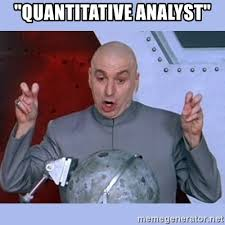 "QUANTITATIVE ANALYST"
memegenerator.net